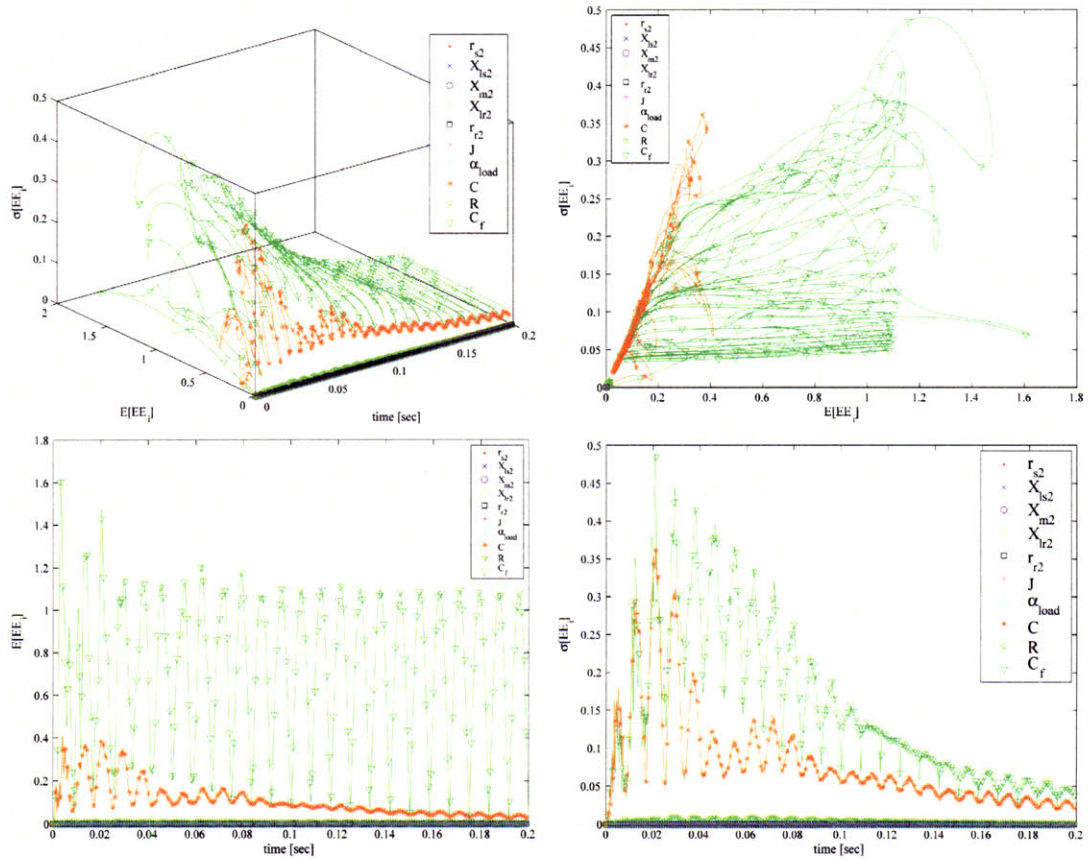 0.5
0.4
0.3
0.2
0.1
0
σ[EE_i]
2
1.5
1
0.5
0
E[EE_i]
0
0.05
0.1
0.15
0.2
time [sec]
r_s2
X_ls2
X_m2
X_lr2
r_r2
J
α_load
C
R
C_f
0.5
0.45
0.4
0.35
0.3
0.25
0.2
0.15
0.1
0.05
0
σ[EE_i]
0 0.2 0.4 0.6 0.8 1.0 1.2 1.4 1.6 1.8
E[EE_i]
r_s2
X_ls2
X_m2
X_lr2
r_r2
J
α_load
C
R
C_f
1.8
1.6
1.4
1.2
1
0.8
0.6
0.4
0.2
0
E[EE_i]
0 0.02 0.04 0.06 0.08 0.1 0.12 0.14 0.16 0.18 0.2
time [sec]
r_s2
X_ls2
X_m2
X_lr2
r_r2
J
α_load
C
R
C_f
0.5
0.45
0.4
0.35
0.3
0.25
0.2
0.15
0.1
0.05
0
σ[EE_i]
0 0.02 0.04 0.06 0.08 0.1 0.12 0.14 0.16 0.18 0.2
time [sec]
r_s2
X_ls2
X_m2
X_lr2
r_r2
J
α_load
C
R
C_f